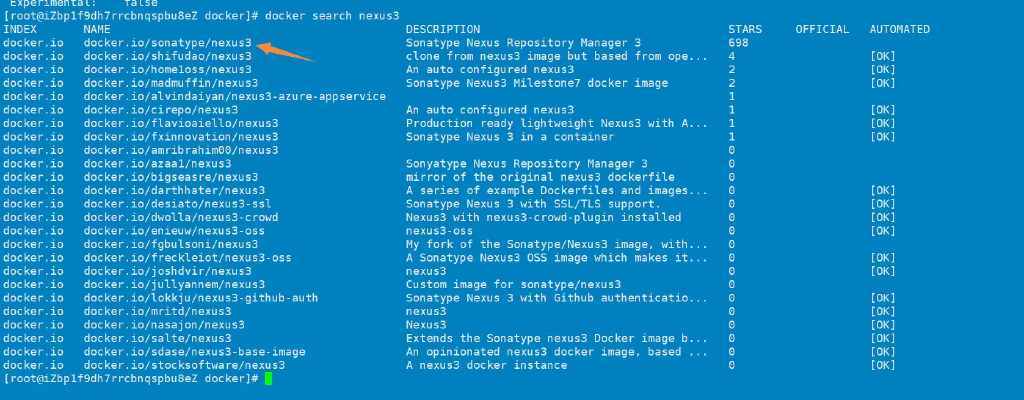 Experimental: false
[root@iZbp1f9dh7rrcbnqspbu8eZ docker]# docker search nexus3
INDEX NAME DESCRIPTION STARS OFFICIAL AUTOMATED
docker.io docker.io/sonatype/nexus3 Sonatype Nexus Repository Manager 3 698
docker.io docker.io/shifudao/nexus3 clone from nexus3 image but based from ope... 4 [OK]
docker.io docker.io/home1oss/nexus3 An auto configured nexus3 2 [OK]
docker.io docker.io/madmuffin/nexus3 Sonatype Nexus3 Milestone7 docker image 2 [OK]
docker.io docker.io/alvindaiyan/nexus3-azure-appservice 1
docker.io docker.io/cirepo/nexus3 An auto configured nexus3 1 [OK]
docker.io docker.io/flavioaiello/nexus3 Production ready lightweight Nexus3 with A... 1 [OK]
docker.io docker.io/fxinnovation/nexus3 Sonatype Nexus 3 in a container 1 [OK]
docker.io docker.io/amribrahim00/nexus3 0
docker.io docker.io/azaa1/nexus3 Sonyatype Nexus Repository Manager 3 0
docker.io docker.io/bigseasre/nexus3 mirror of the original nexus3 dockerfile 0
docker.io docker.io/darthhater/nexus3 A series of example Dockerfiles and images... 0 [OK]
docker.io docker.io/desiato/nexus3-ssl Sonatype Nexus 3 with SSL/TLS support. 0 [OK]
docker.io docker.io/dwolla/nexus3-crowd Nexus3 with nexus3-crowd-plugin installed 0 [OK]
docker.io docker.io/enieuw/nexus3-oss nexus3-oss 0 [OK]
docker.io docker.io/fgbulsoni/nexus3 My fork of the Sonatype/Nexus3 image, with... 0
docker.io docker.io/freckleiot/nexus3-oss A Sonatype Nexus3 OSS image which makes it... 0 [OK]
docker.io docker.io/joshdvir/nexus3 nexus3 0 [OK]
docker.io docker.io/jullyannem/nexus3 Custom image for sonatype/nexus3 0
docker.io docker.io/lokkju/nexus3-github-auth Sonatype Nexus 3 with Github authenticatio... 0 [OK]
docker.io docker.io/mritd/nexus3 nexus3 0 [OK]
docker.io docker.io/nasajon/nexus3 Nexus3 0 [OK]
docker.io docker.io/salte/nexus3 Extends the Sonatype nexus3 Docker image b... 0 [OK]
docker.io docker.io/sdase/nexus3-base-image An opinionated nexus3 docker image, based ... 0 [OK]
docker.io docker.io/stocksoftware/nexus3 A nexus3 docker instance 0 [OK]
[root@iZbp1f9dh7rrcbnqspbu8eZ docker]#